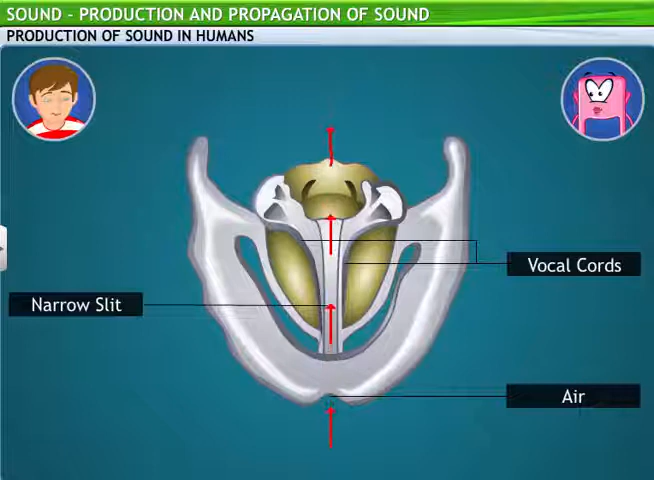 SOUND - PRODUCTION AND PROPAGATION OF SOUND
PRODUCTION OF SOUND IN HUMANS
Vocal Cords
Narrow Slit
Air